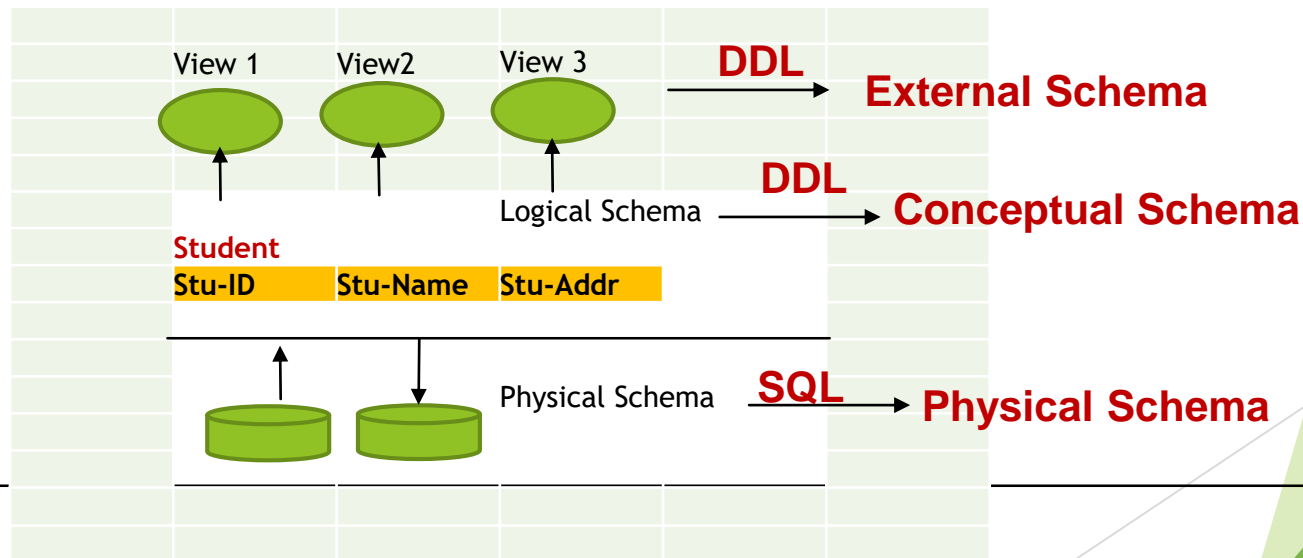 View 1 View2 View 3 DDL
External Schema
DDL
Logical Schema Conceptual Schema
Student
Stu-ID Stu-Name Stu-Addr
Physical Schema SQL Physical Schema